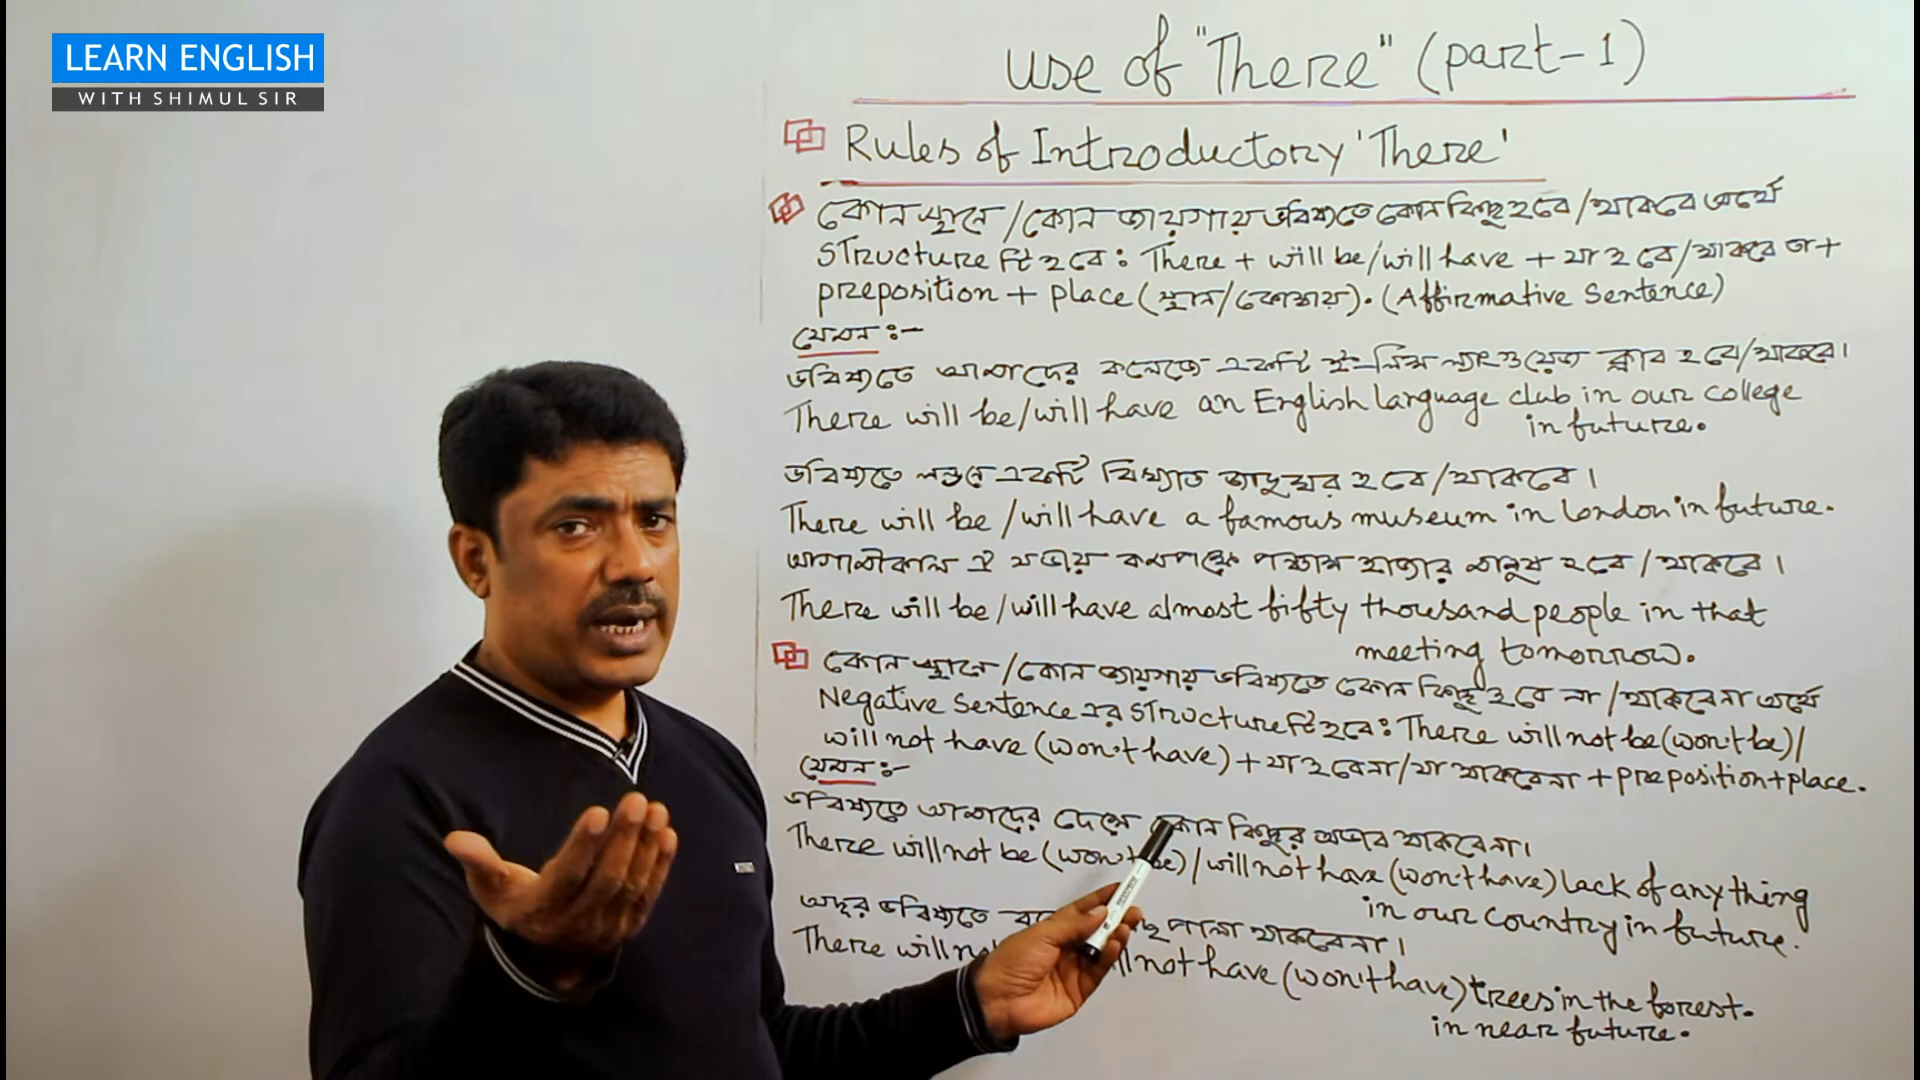 LEARN ENGLISH
WITH SHIMUL SIR
Use of "There" (part-1)
Rules of Introductory 'There'
কোন স্থানে/কোন জায়গায় ভবিষ্যতে কোন কিছু হবে/থাকবে অর্থে
Structure টি হবে: There + will be/will have + যা হবে/থাকবে তা +
preposition + place (স্থান/কোথায়). (Affirmative Sentence)
যেমন:-
ভবিষ্যতে আমাদের কলেজে একটি ইংলিশ ল্যাংগুয়েজ ক্লাব হবে/থাকবে।
There will be/will have an English language club in our college
in future.
ভবিষ্যতে লন্ডনে একটি বিখ্যাত জাদুঘর হবে/থাকবে।
There will be/will have a famous museum in London in future.
আগামীকাল ঐ সভায় কমপক্ষে পঞ্চাশ হাজার মানুষ হবে/থাকবে।
There will be/will have almost fifty thousand people in that
meeting tomorrow.
কোন স্থানে/কোন জায়গায় ভবিষ্যতে কোন কিছু হবে না/থাকবেনা অর্থে
Negative Sentence এর Structure টি হবে: There will not be (won't be)/
will not have (won't have) + যা হবেনা/যা থাকবেনা + preposition + place.
যেমন:-
ভবিষ্যতে আমাদের দেশে কোন কিছুর অভাব থাকবেনা।
There will not be (won't be)/will not have (won't have) lack of any thing
in our country in future.
অদূর ভবিষ্যতে পালা থাকবেনা।
There will not have (won't have) trees in the forest.
in near future.